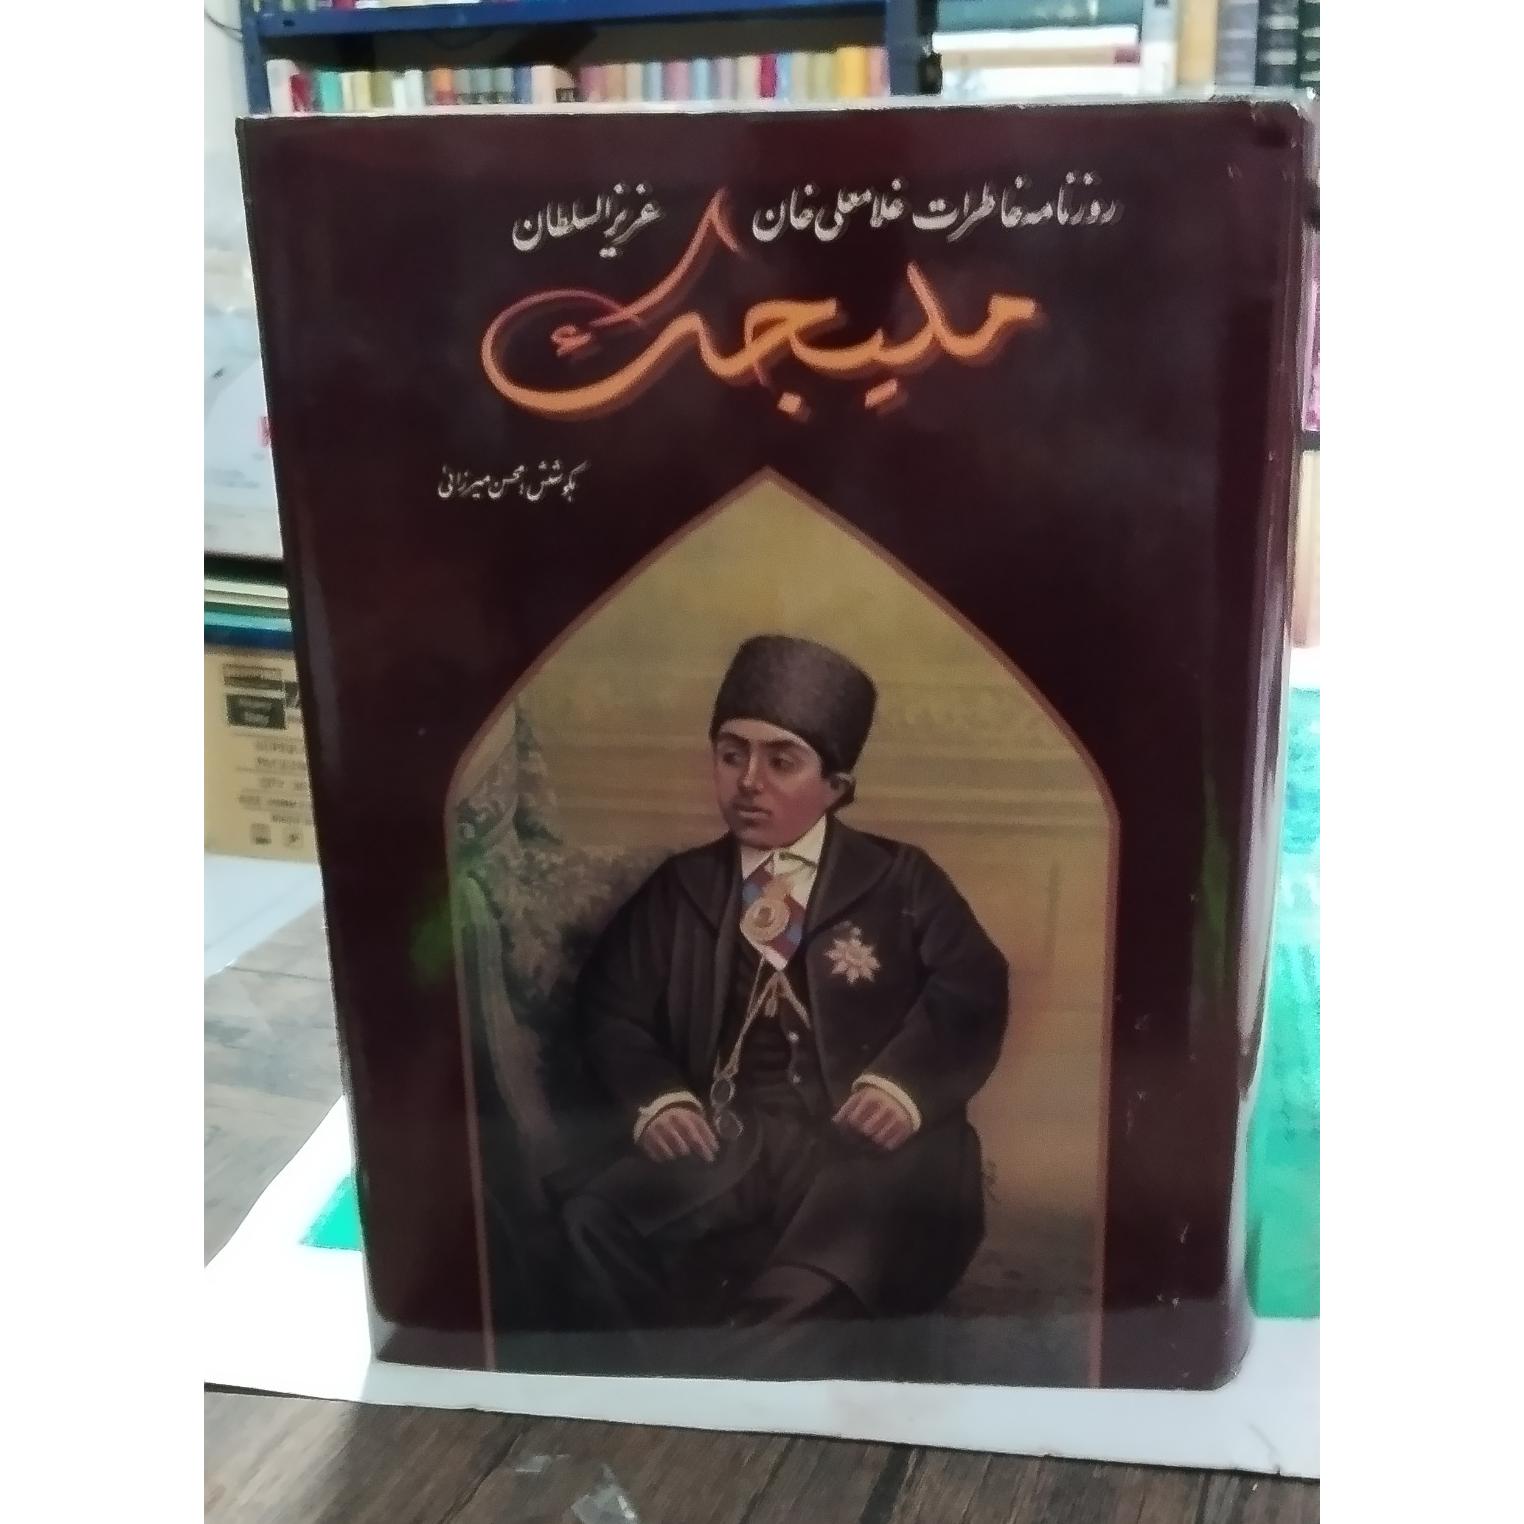 روزنامه خاطرات غلامعلی خان عزیزالسلطان
ملیجک
بکوشش: محسن میرزائی